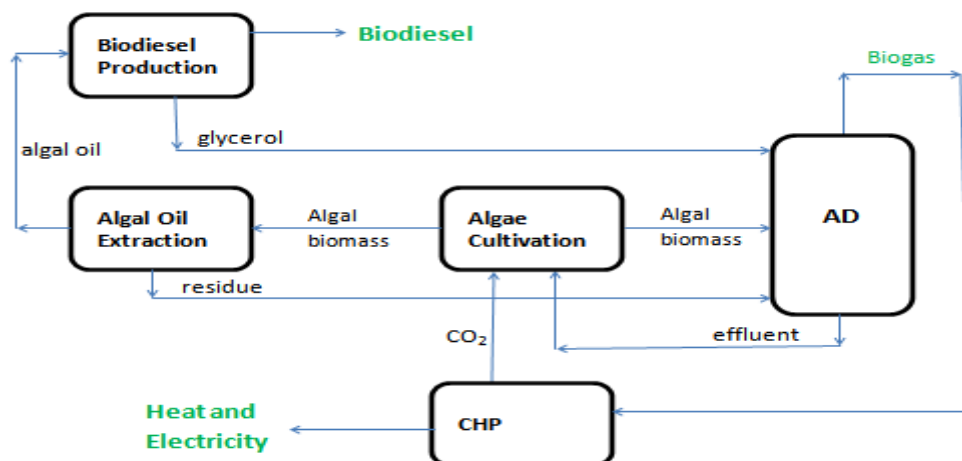 Biodiesel
Production
Biodiesel
Biogas
glycerol
algal oil
Algal Oil
Extraction
Algal
biomass
Algae
Cultivation
Algal
biomass
AD
residue
CO₂
effluent
Heat and
Electricity
CHP